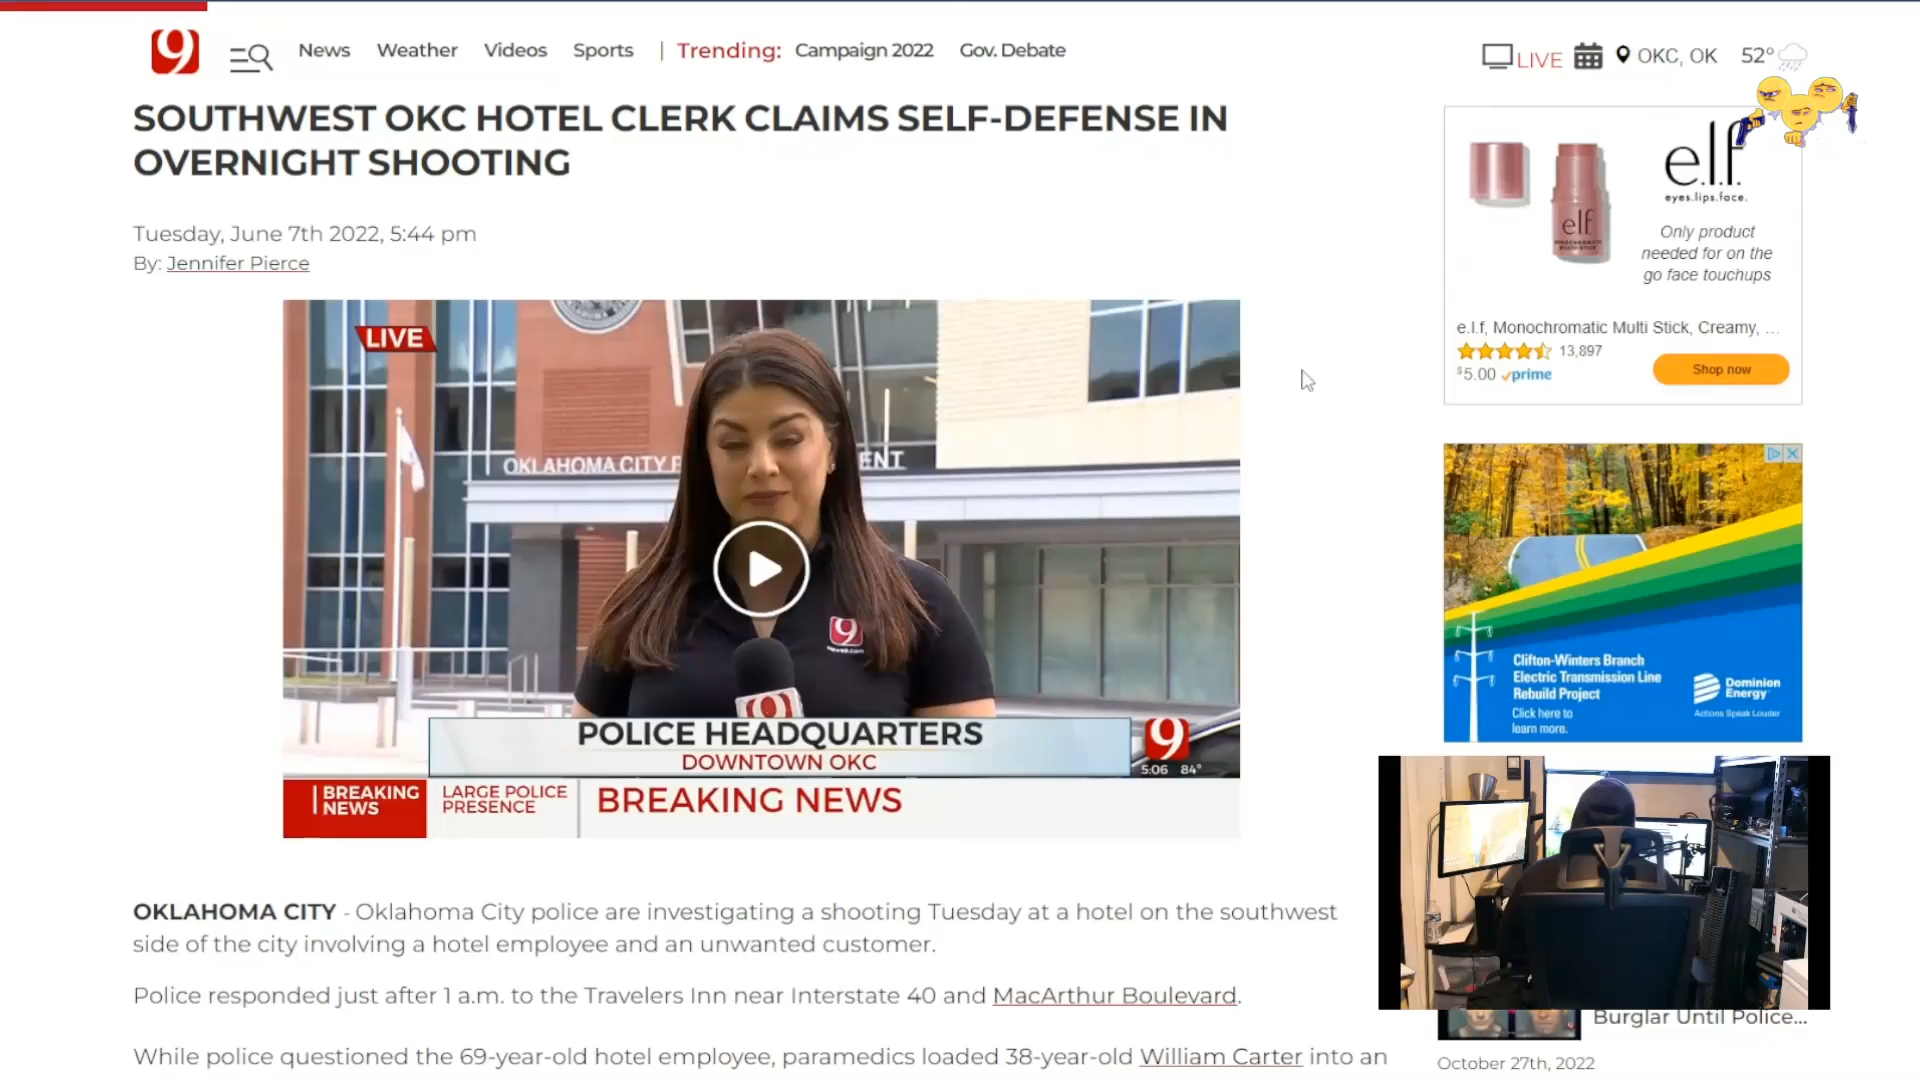 9 News Weather Videos Sports | Trending: Campaign 2022 Gov. Debate
LIVE OKC, OK 52°
SOUTHWEST OKC HOTEL CLERK CLAIMS SELF-DEFENSE IN
OVERNIGHT SHOOTING
Tuesday, June 7th 2022, 5:44 pm
By: Jennifer Pierce
LIVE
OKLAHOMA CITY P
ENT
9
9
POLICE HEADQUARTERS
DOWNTOWN OKC
9
5:06 84°
BREAKING
NEWS
LARGE POLICE
PRESENCE
BREAKING NEWS
OKLAHOMA CITY - Oklahoma City police are investigating a shooting Tuesday at a hotel on the southwest
side of the city involving a hotel employee and an unwanted customer.
Police responded just after 1 a.m. to the Travelers Inn near Interstate 40 and MacArthur Boulevard.
While police questioned the 69-year-old hotel employee, paramedics loaded 38-year-old William Carter into an
elf
e.l.f.
eyes.lips.face.
Only product
needed for on the
go face touchups
e.l.f, Monochromatic Multi Stick, Creamy, ...
13,897
$5.00 prime
Shop now
Clifton-Winters Branch
Electric Transmission Line
Rebuild Project
Click here to
learn more.
Dominion
Energy
Actions Speak Louder
Burglar Until Police...
October 27th, 2022